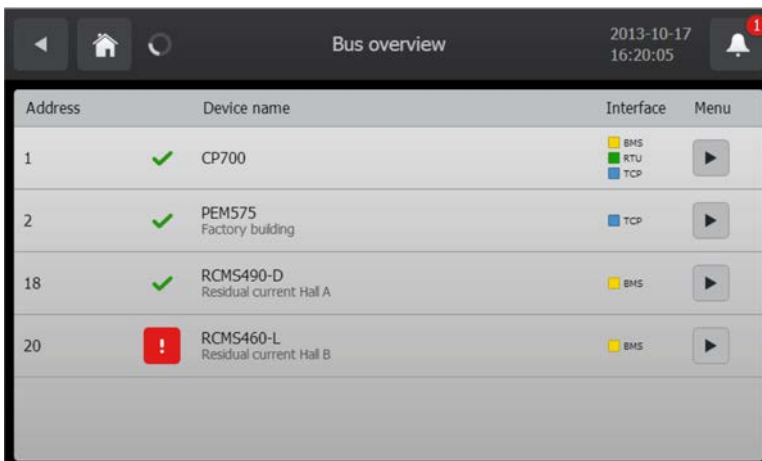 Bus overview
2013-10-17
16:20:05
1
Address Device name Interface Menu
1 CP700 BMS
RTU
TCP
2 PEM575 TCP
Factory building
18 RCMS490-D BMS
Residual current Hall A
20 ! RCMS460-L BMS
Residual current Hall B